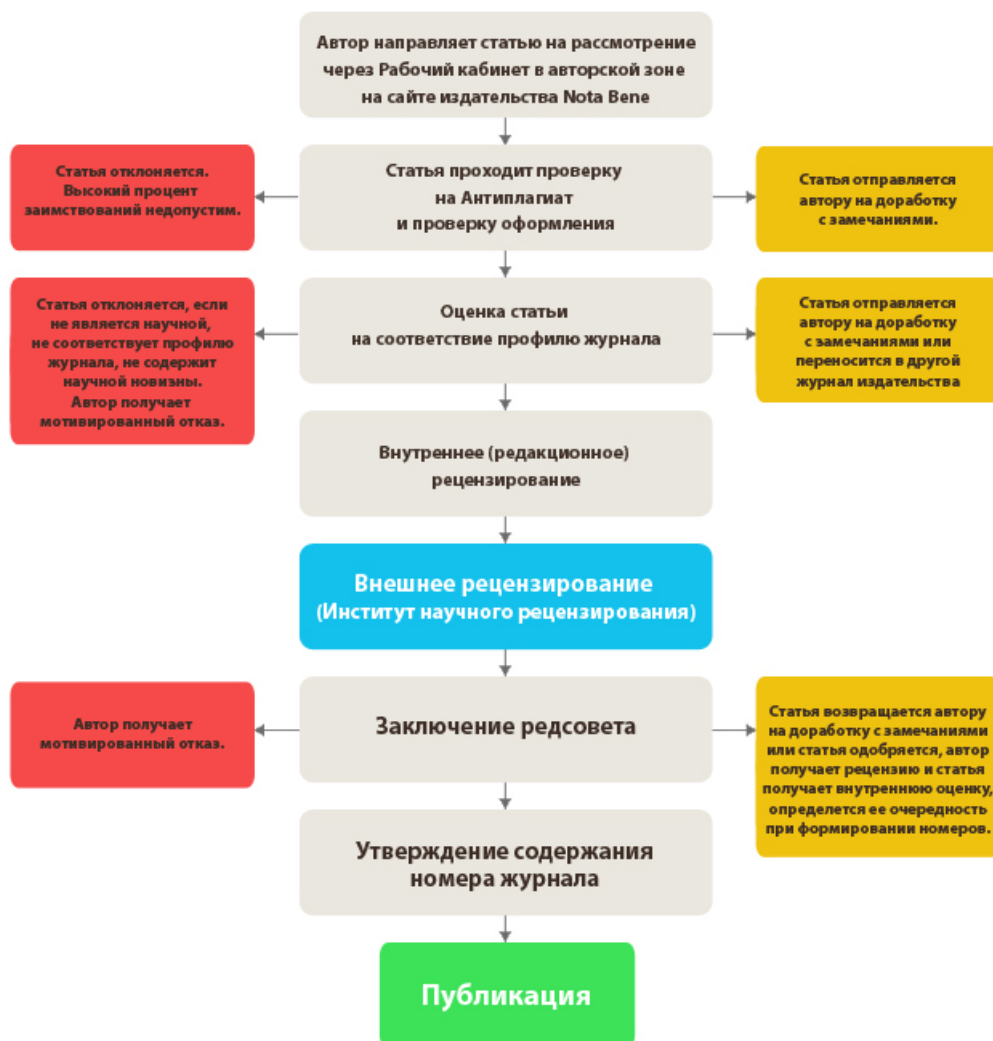 Автор направляет статью на рассмотрение
через Рабочий кабинет в авторской зоне
на сайте издательства Nota Bene
Статья отклоняется.
Высокий процент
заимствований недопустим.
Статья проходит проверку
на Антиплагиат
и проверку оформления
Статья отправляется
автору на доработку
с замечаниями.
Статья отклоняется, если
не является научной,
не соответствует профилю
журнала, не содержит
научной новизны.
Автор получает
мотивированный отказ.
Оценка статьи
на соответствие профилю журнала
Статья отправляется
автору на доработку
с замечаниями или
переносится в другой
журнал издательства
Внутреннее (редакционное)
рецензирование
Внешнее рецензирование
(Институт научного рецензирования)
Автор получает
мотивированный отказ.
Заключение редсовета
Статья возвращается автору
на доработку с замечаниями
или статья одобряется, автор
получает рецензию и статья
получает внутреннюю оценку,
определется ее очередность
при формировании номеров.
Утверждение содержания
номера журнала
Публикация